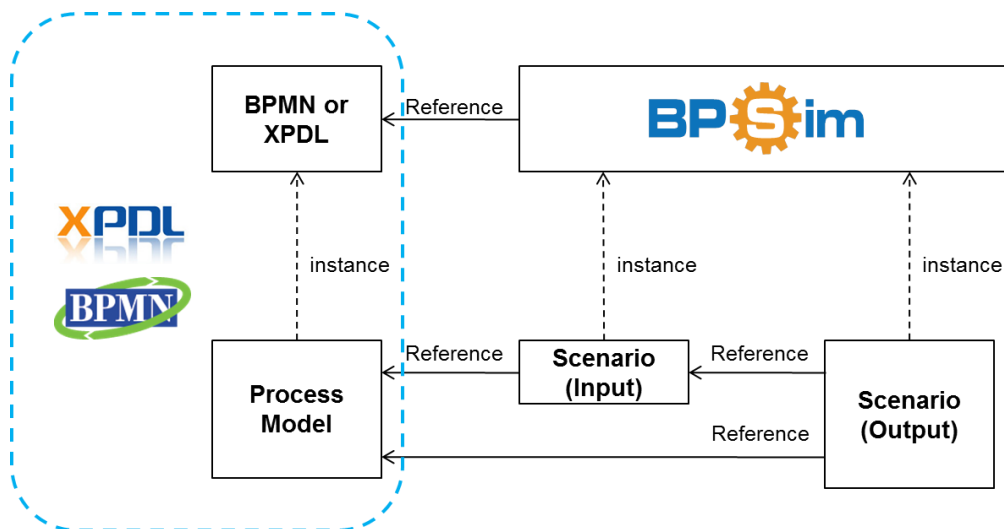 BPMN or
XPDL
Reference
BPSim
XPDL
BPMN
instance
instance
instance
Process
Model
Reference
Scenario
(Input)
Reference
Scenario
(Output)
Reference